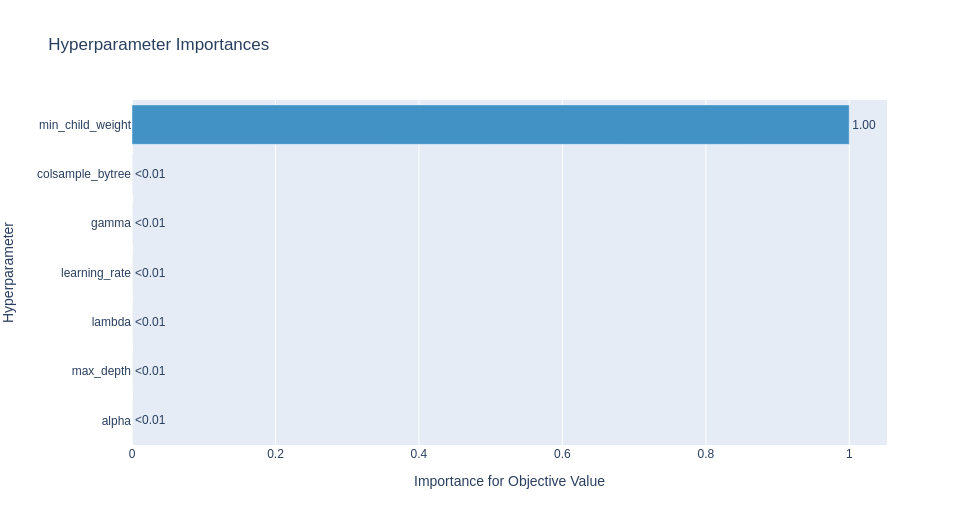 Hyperparameter Importances
Hyperparameter
min_child_weight 1.00
colsample_bytree <0.01
gamma <0.01
learning_rate <0.01
lambda <0.01
max_depth <0.01
alpha <0.01
0 0.2 0.4 0.6 0.8 1
Importance for Objective Value